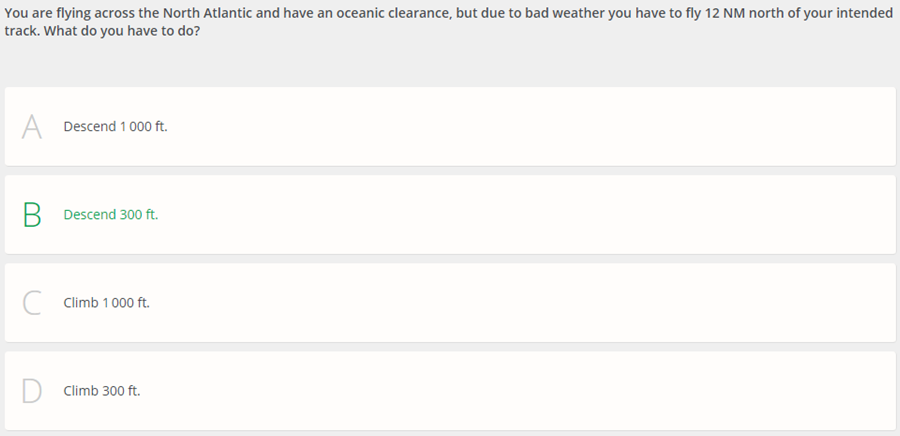 You are flying across the North Atlantic and have an oceanic clearance, but due to bad weather you have to fly 12 NM north of your intended
track. What do you have to do?
A Descend 1 000 ft.
B Descend 300 ft.
C Climb 1 000 ft.
D Climb 300 ft.